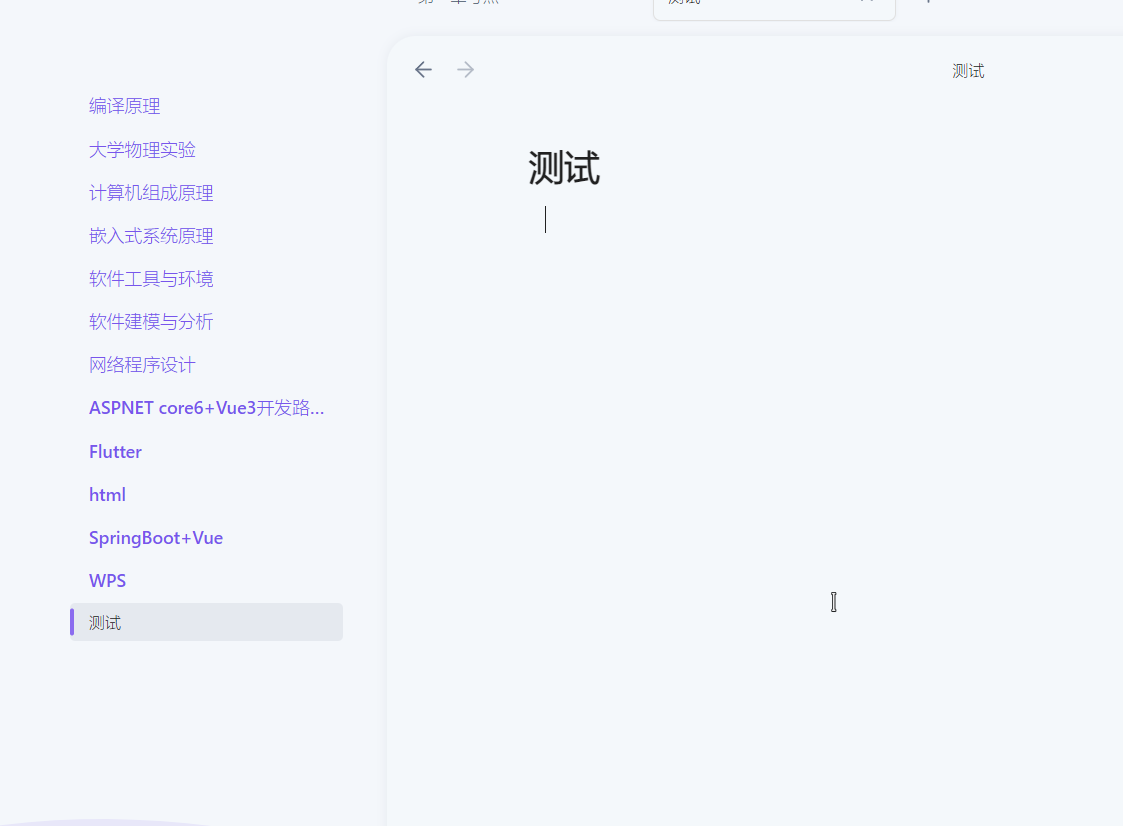 测试
编译原理
大学物理实验
计算机组成原理
嵌入式系统原理
软件工具与环境
软件建模与分析
网络程序设计
ASPNET core6+Vue3开发路...
Flutter
html
SpringBoot+Vue
WPS
测试
测试